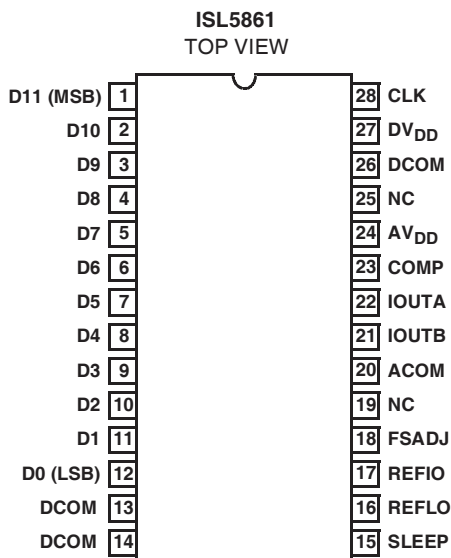 ISL5861
TOP VIEW
D11 (MSB) 1 28 CLK
D10 2 27 DVDD
D9 3 26 DCOM
D8 4 25 NC
D7 5 24 AVDD
D6 6 23 COMP
D5 7 22 IOUTA
D4 8 21 IOUTB
D3 9 20 ACOM
D2 10 19 NC
D1 11 18 FSADJ
D0 (LSB) 12 17 REFIO
DCOM 13 16 REFLO
DCOM 14 15 SLEEP